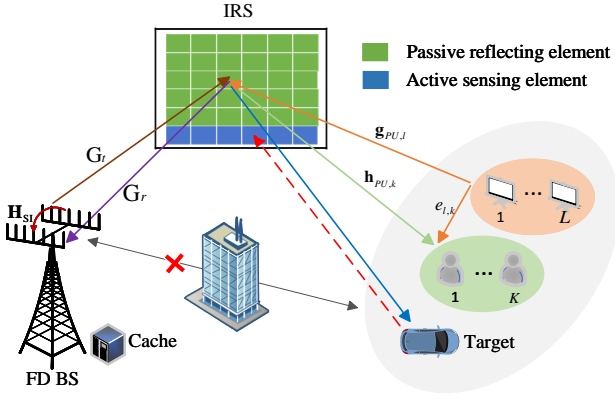 IRS
Passive reflecting element
Active sensing element
g_{PU,l}
G_t
h_{PU,k}
G_r
e_{l,k}
H_{SI}
1 ... L
1 ... K
Cache
Target
FD BS